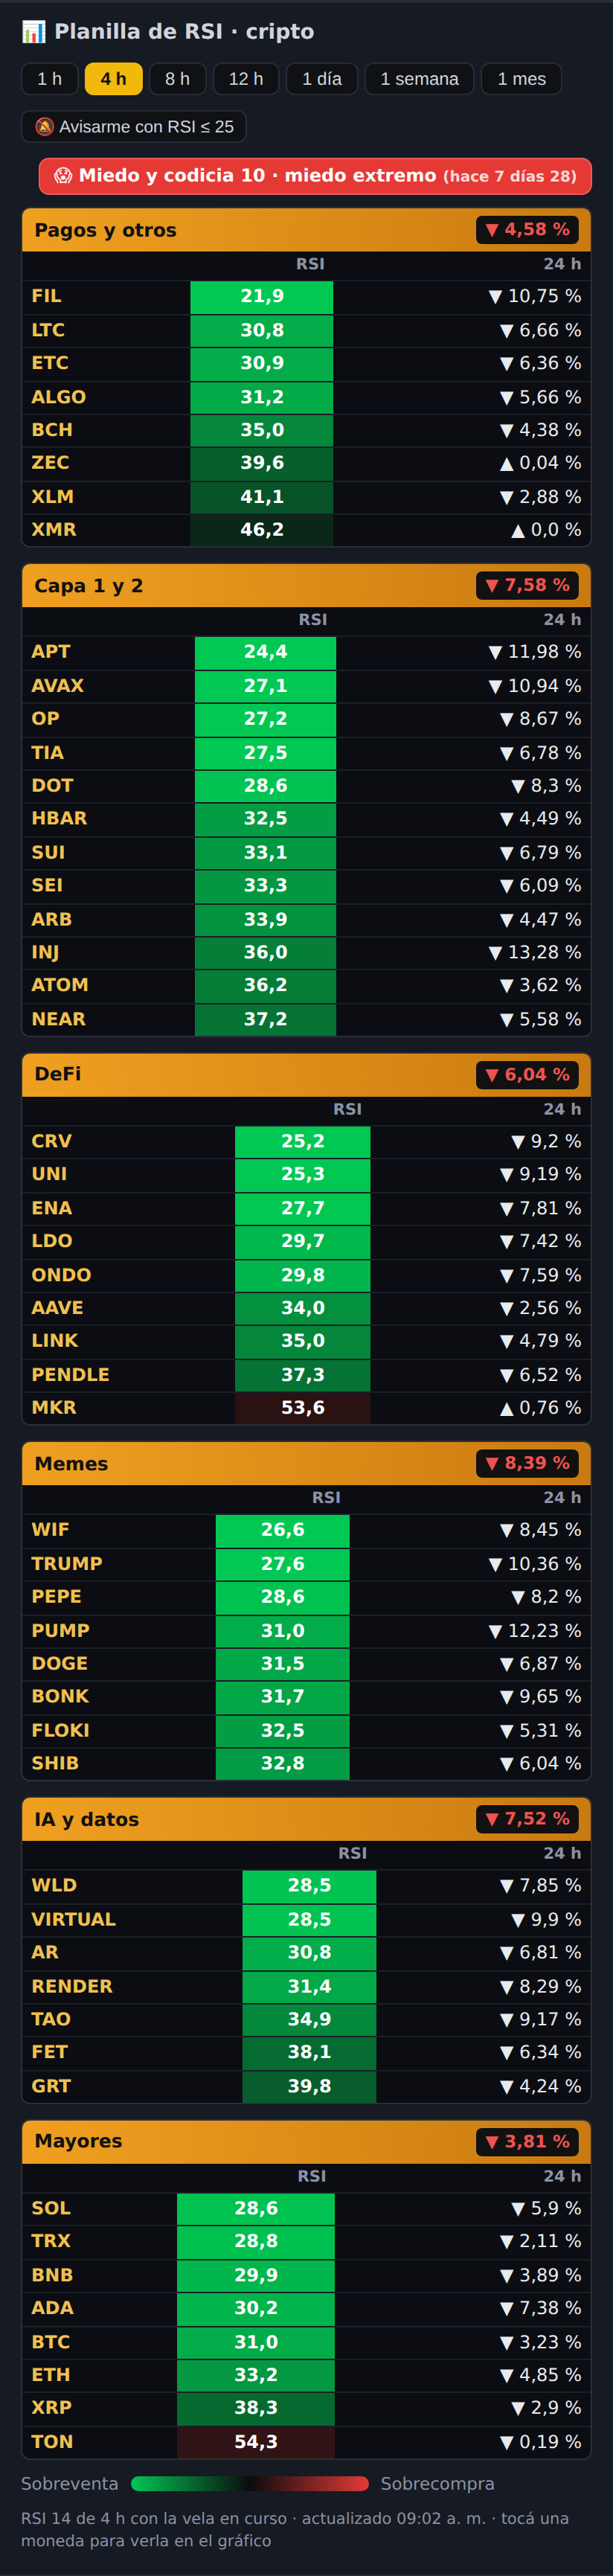 📊 Planilla de RSI · cripto
1 h 4 h 8 h 12 h 1 día 1 semana 1 mes
🔕 Avisarme con RSI ≤ 25
😱 Miedo y codicia 10 · miedo extremo (hace 7 días 28)
Pagos y otros ▼ 4,58 %
RSI 24 h
FIL 21,9 ▼ 10,75 %
LTC 30,8 ▼ 6,66 %
ETC 30,9 ▼ 6,36 %
ALGO 31,2 ▼ 5,66 %
BCH 35,0 ▼ 4,38 %
ZEC 39,6 ▲ 0,04 %
XLM 41,1 ▼ 2,88 %
XMR 46,2 ▲ 0,0 %
Capa 1 y 2 ▼ 7,58 %
RSI 24 h
APT 24,4 ▼ 11,98 %
AVAX 27,1 ▼ 10,94 %
OP 27,2 ▼ 8,67 %
TIA 27,5 ▼ 6,78 %
DOT 28,6 ▼ 8,3 %
HBAR 32,5 ▼ 4,49 %
SUI 33,1 ▼ 6,79 %
SEI 33,3 ▼ 6,09 %
ARB 33,9 ▼ 4,47 %
INJ 36,0 ▼ 13,28 %
ATOM 36,2 ▼ 3,62 %
NEAR 37,2 ▼ 5,58 %
DeFi ▼ 6,04 %
RSI 24 h
CRV 25,2 ▼ 9,2 %
UNI 25,3 ▼ 9,19 %
ENA 27,7 ▼ 7,81 %
LDO 29,7 ▼ 7,42 %
ONDO 29,8 ▼ 7,59 %
AAVE 34,0 ▼ 2,56 %
LINK 35,0 ▼ 4,79 %
PENDLE 37,3 ▼ 6,52 %
MKR 53,6 ▲ 0,76 %
Memes ▼ 8,39 %
RSI 24 h
WIF 26,6 ▼ 8,45 %
TRUMP 27,6 ▼ 10,36 %
PEPE 28,6 ▼ 8,2 %
PUMP 31,0 ▼ 12,23 %
DOGE 31,5 ▼ 6,87 %
BONK 31,7 ▼ 9,65 %
FLOKI 32,5 ▼ 5,31 %
SHIB 32,8 ▼ 6,04 %
IA y datos ▼ 7,52 %
RSI 24 h
WLD 28,5 ▼ 7,85 %
VIRTUAL 28,5 ▼ 9,9 %
AR 30,8 ▼ 6,81 %
RENDER 31,4 ▼ 8,29 %
TAO 34,9 ▼ 9,17 %
FET 38,1 ▼ 6,34 %
GRT 39,8 ▼ 4,24 %
Mayores ▼ 3,81 %
RSI 24 h
SOL 28,6 ▼ 5,9 %
TRX 28,8 ▼ 2,11 %
BNB 29,9 ▼ 3,89 %
ADA 30,2 ▼ 7,38 %
BTC 31,0 ▼ 3,23 %
ETH 33,2 ▼ 4,85 %
XRP 38,3 ▼ 2,9 %
TON 54,3 ▼ 0,19 %
Sobreventa Sobrecompra
RSI 14 de 4 h con la vela en curso · actualizado 09:02 a. m. · tocá una
moneda para verla en el gráfico